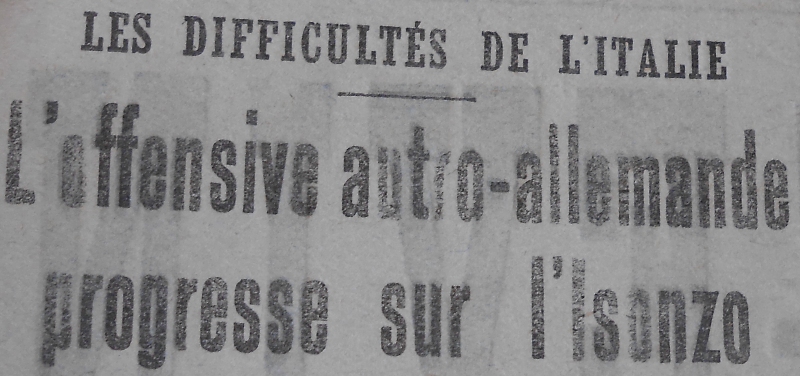 LES DIFFICULTÉS DE L'ITALIE
L'offensive autro-allemande
progresse sur l'Isonzo